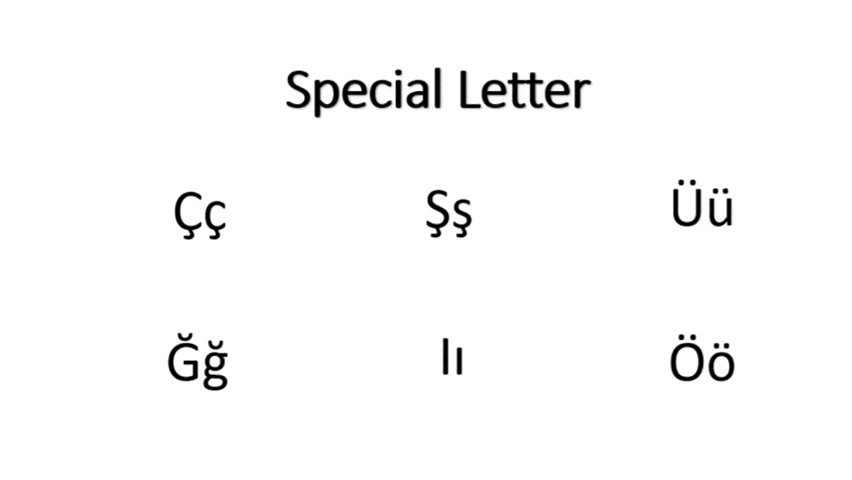 Special Letter
Çç Şş Üü
Ğğ Iı Öö